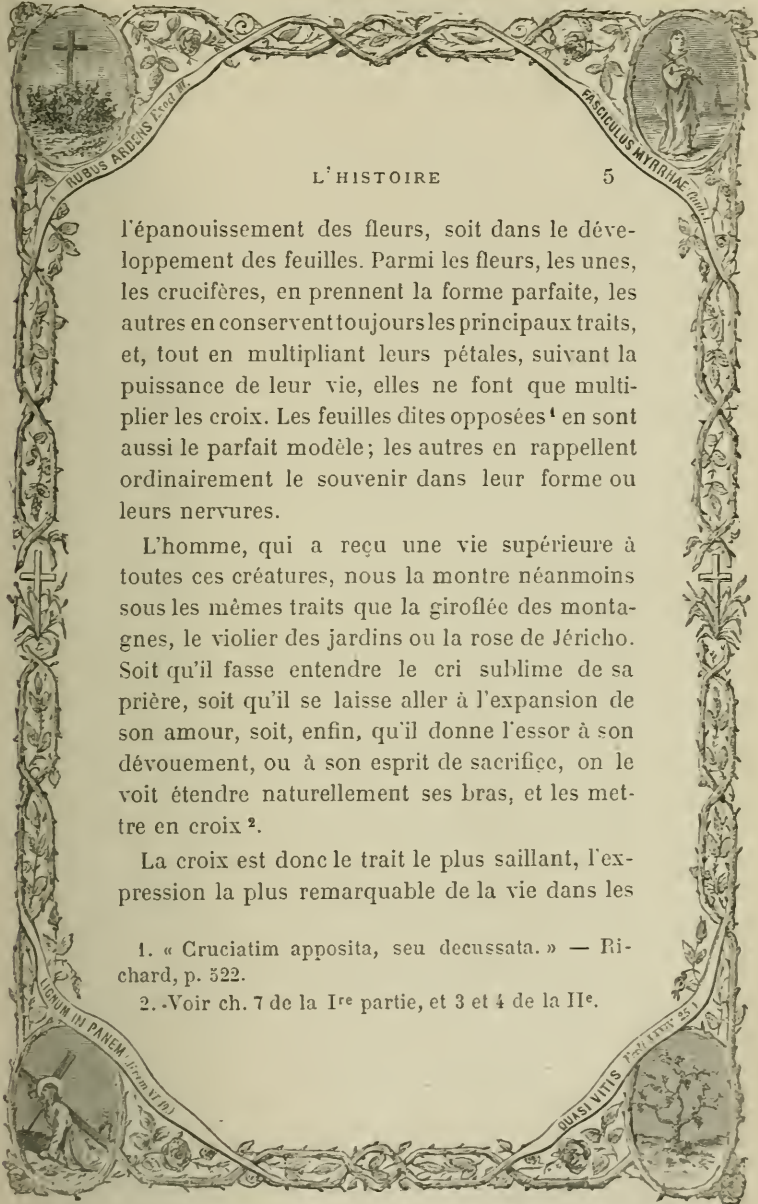 RUBUS ARDENS Exod III.
FASCICULUS MYRRHAE
L'HISTOIRE 5
l'épanouissement des fleurs, soit dans le déve-
loppement des feuilles. Parmi les fleurs, les unes,
les crucifères, en prennent la forme parfaite, les
autres en conservent toujours les principaux traits,
et, tout en multipliant leurs pétales, suivant la
puissance de leur vie, elles ne font que multi-
plier les croix. Les feuilles dites opposées¹ en sont
aussi le parfait modèle; les autres en rappellent
ordinairement le souvenir dans leur forme ou
leurs nervures.
L'homme, qui a reçu une vie supérieure à
toutes ces créatures, nous la montre néanmoins
sous les mêmes traits que la giroflée des monta-
gnes, le violier des jardins ou la rose de Jéricho.
Soit qu'il fasse entendre le cri sublime de sa
prière, soit qu'il se laisse aller à l'expansion de
son amour, soit, enfin, qu'il donne l'essor à son
dévouement, ou à son esprit de sacrifice, on le
voit étendre naturellement ses bras, et les met-
tre en croix ².
La croix est donc le trait le plus saillant, l'ex-
pression la plus remarquable de la vie dans les
1. « Cruciatim apposita, seu decussata. » — Ri-
chard, p. 522.
2. Voir ch. 7 de la Iʳᵉ partie, et 3 et 4 de la IIᵉ.
LIGNUM IN PANEM
QUASI VITIS